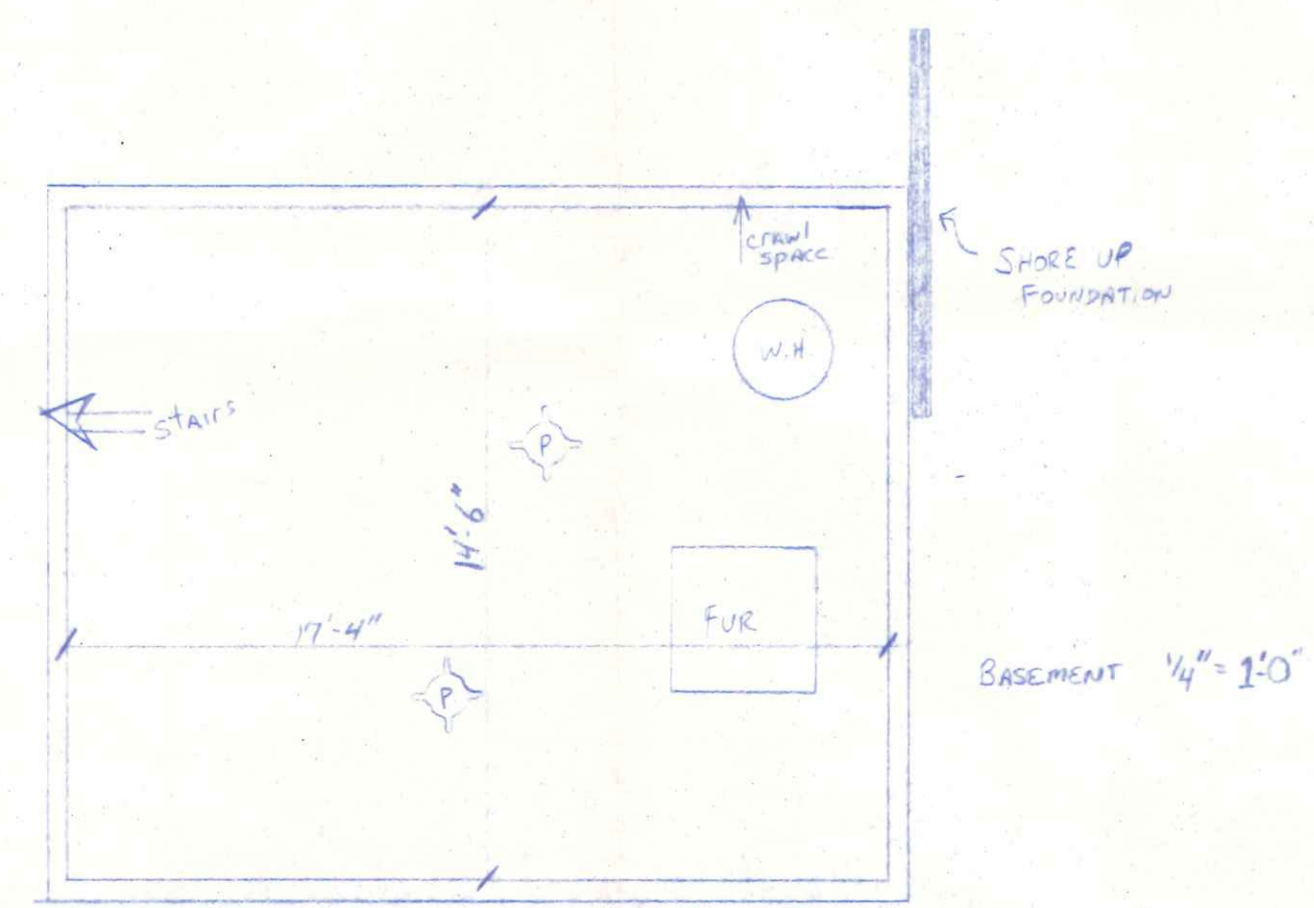 crawl
space
SHORE UP
FOUNDATION
W.H.
stairs
P
14'-6"
17'-4"
FUR
P
BASEMENT 1/4" = 1'-0"